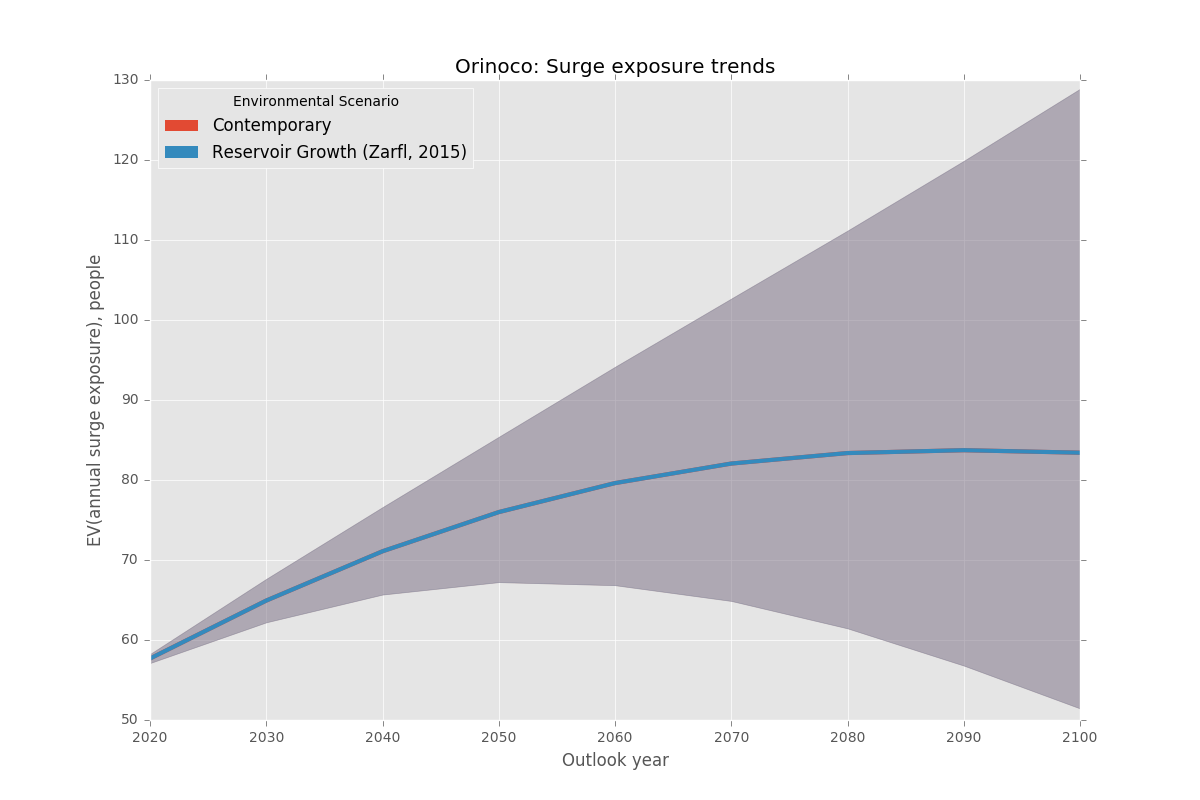 Orinoco: Surge exposure trends
Environmental Scenario
Contemporary
Reservoir Growth (Zarfl, 2015)
EV(annual surge exposure), people
130
120
110
100
90
80
70
60
50
2020 2030 2040 2050 2060 2070 2080 2090 2100
Outlook year